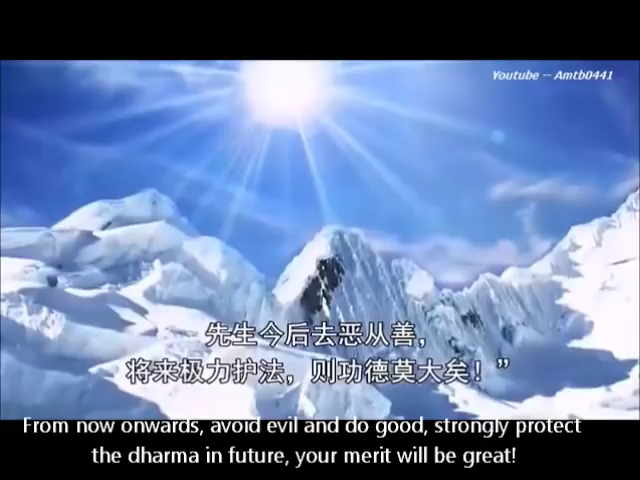 Youtube -- Amtb0441
先生今后去恶从善，
将来极力护法，则功德莫大矣！”
From now onwards, avoid evil and do good, strongly protect
the dharma in future, your merit will be great!